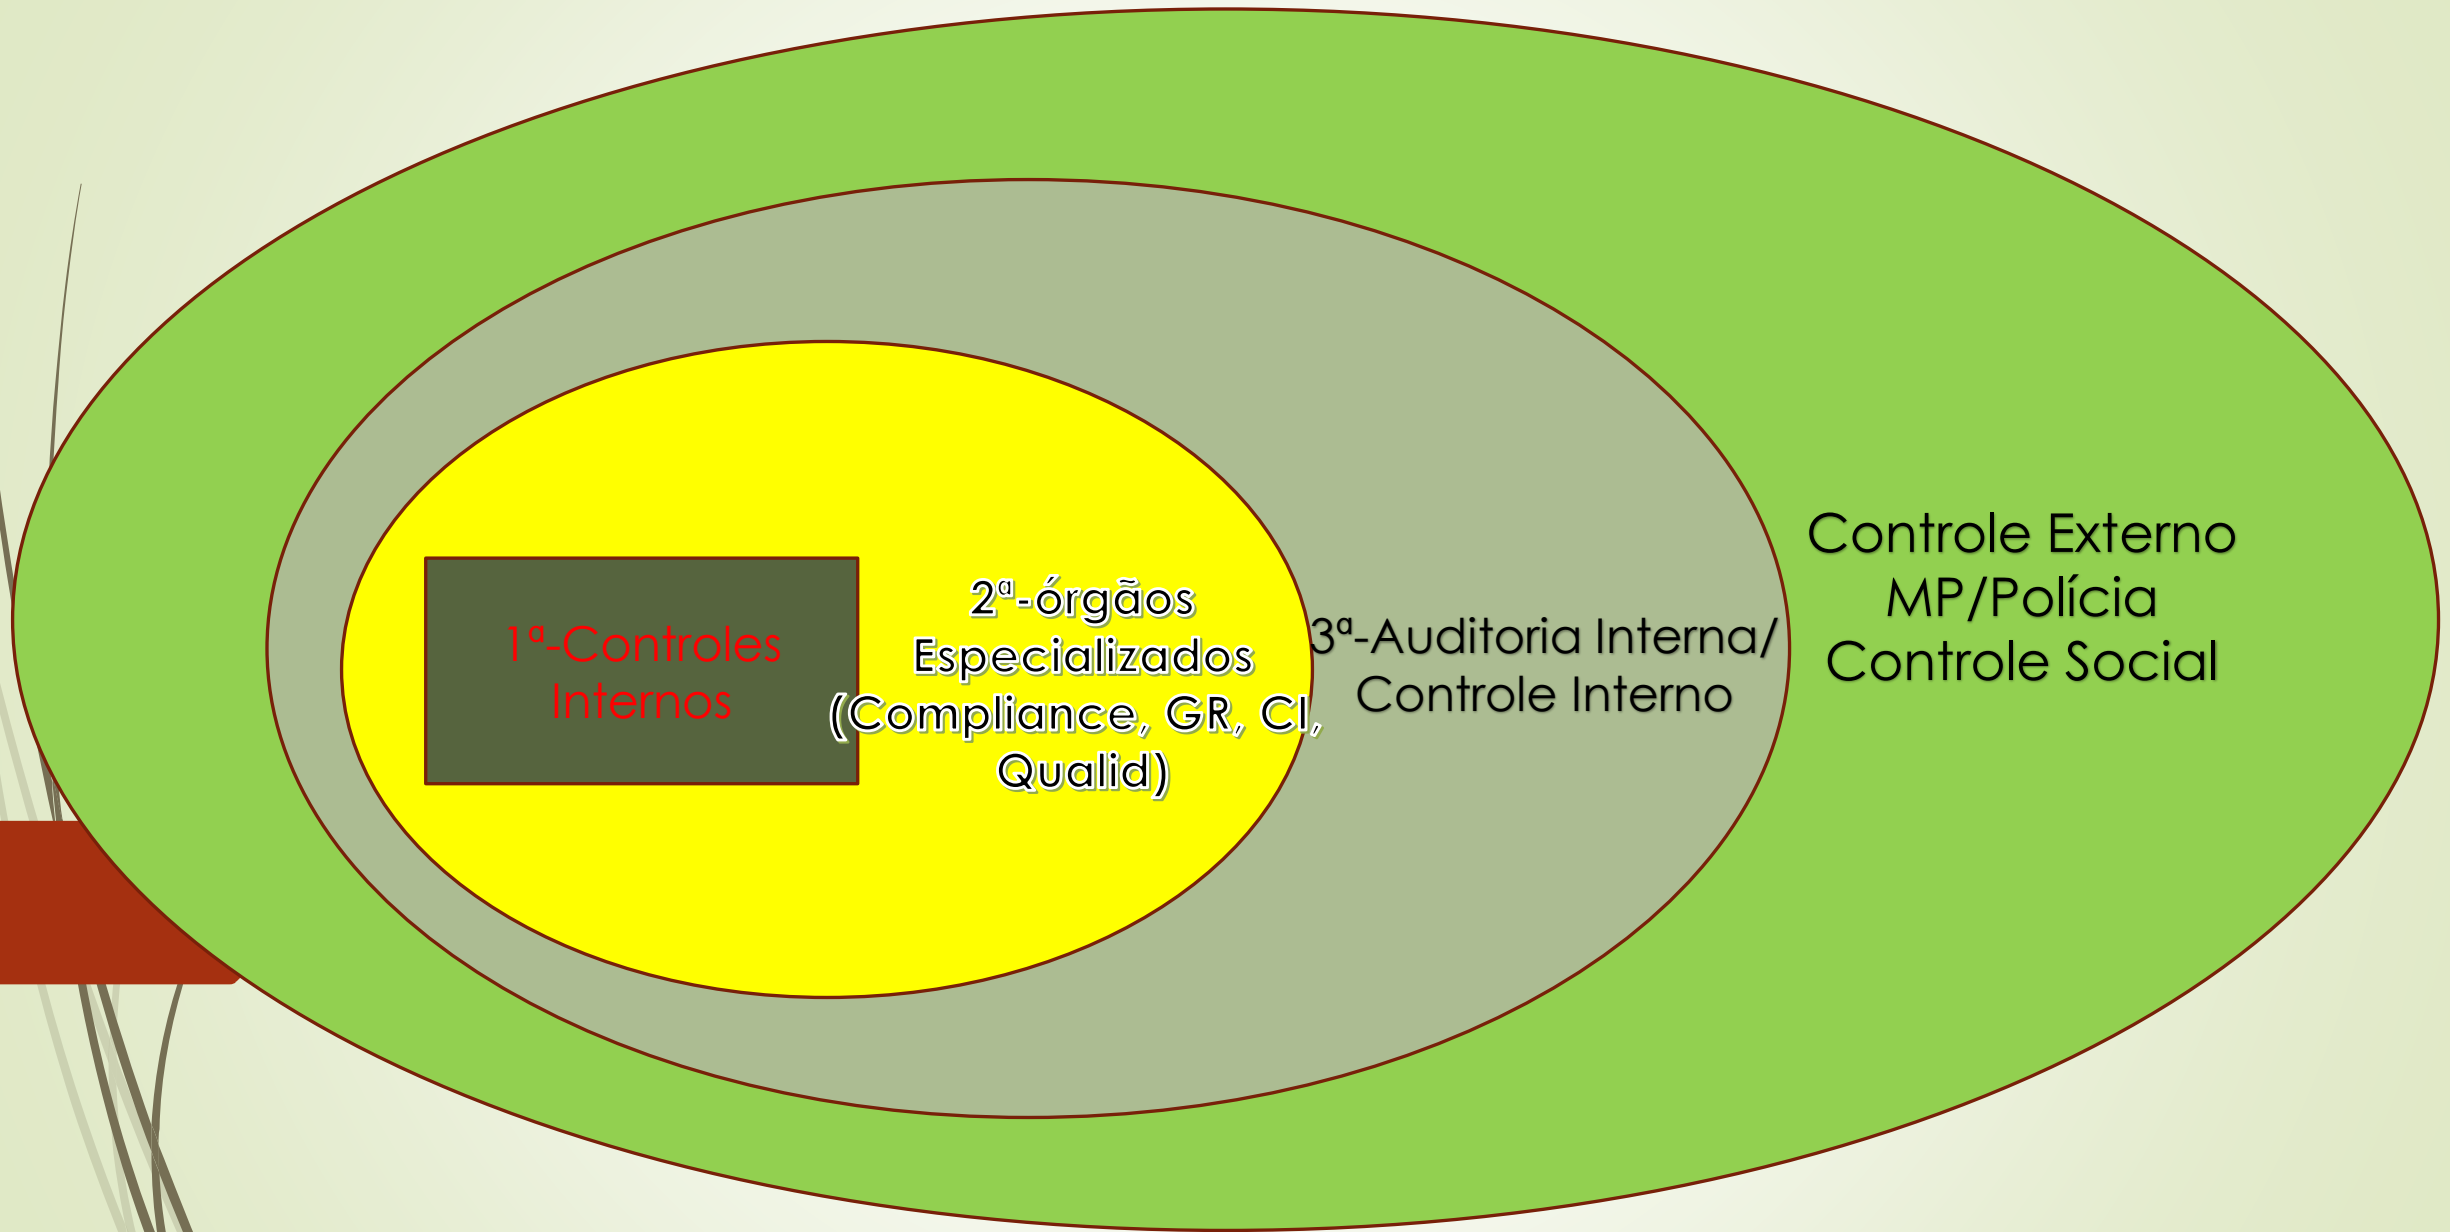 1ª-Controles
Internos
2ª-órgãos
Especializados
(Compliance, GR, CI,
Qualid)
3ª-Auditoria Interna/
Controle Interno
Controle Externo
MP/Polícia
Controle Social